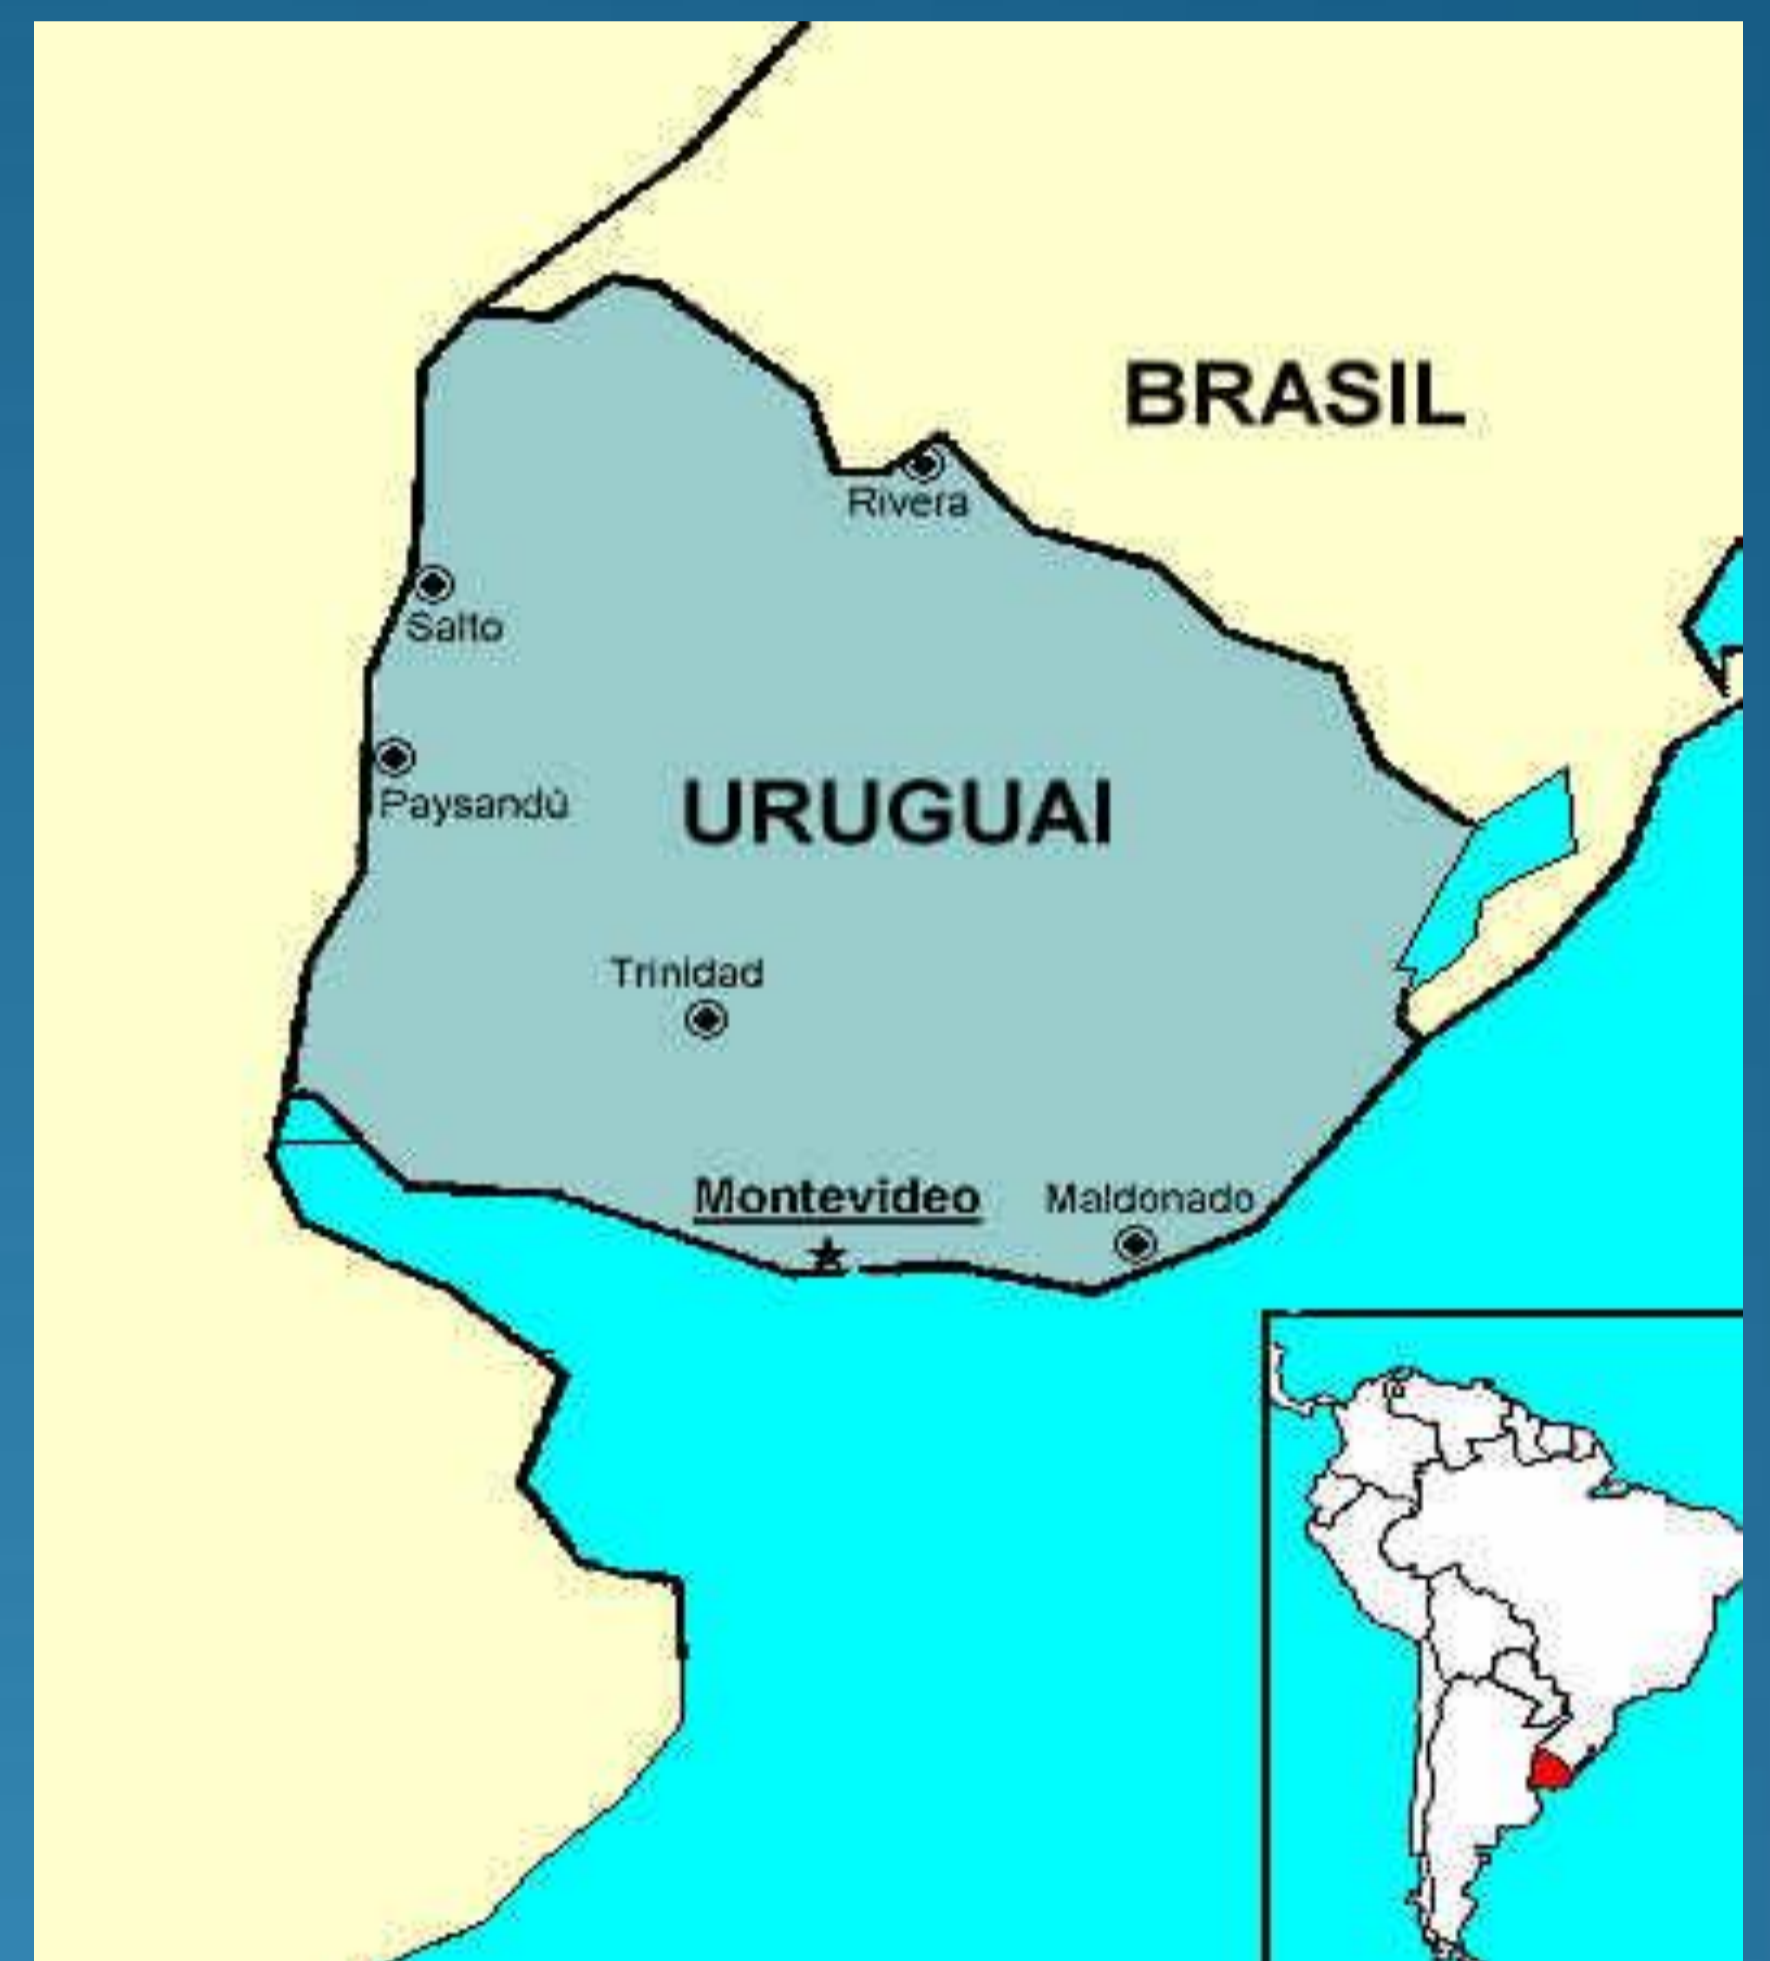 BRASIL
Rivera
Salto
Paysandú
URUGUAI
Trinidad
Montevideo
Maldonado